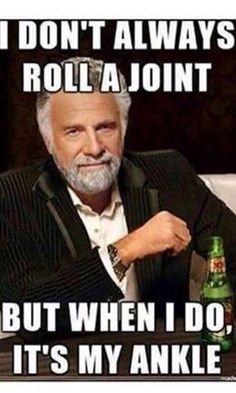 I DON'T ALWAYS
ROLL A JOINT
BUT WHEN I DO,
IT'S MY ANKLE